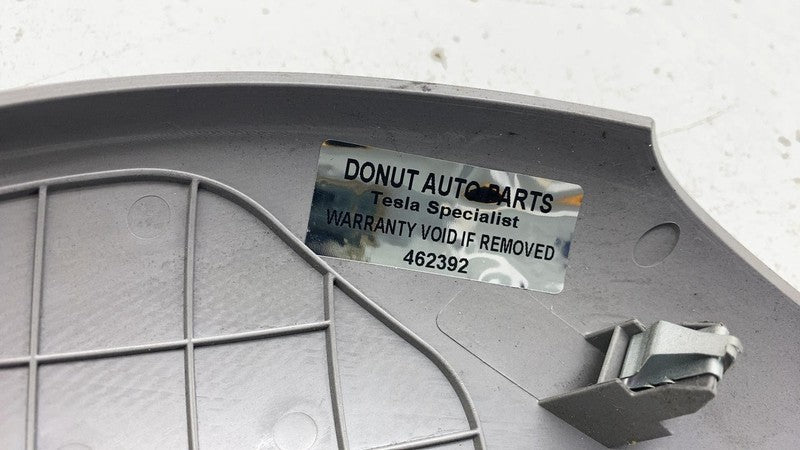 DONUT AUTO PARTS
Tesla Specialist
WARRANTY VOID IF REMOVED
462392